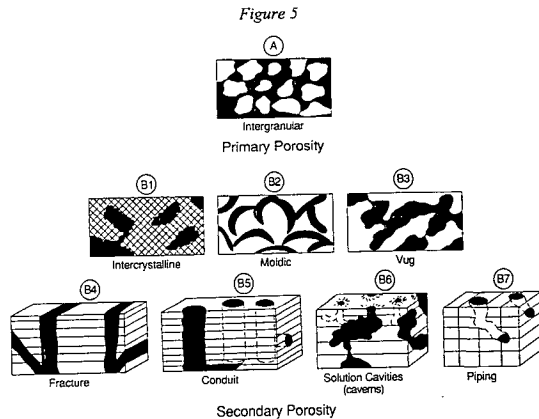 Figure 5
A
Intergranular
Primary Porosity
B1 B2 B3
Intercrystalline Moldic Vug
B4 B5 B6 B7
Fracture Conduit Solution Cavities Piping
(caverns)
Secondary Porosity